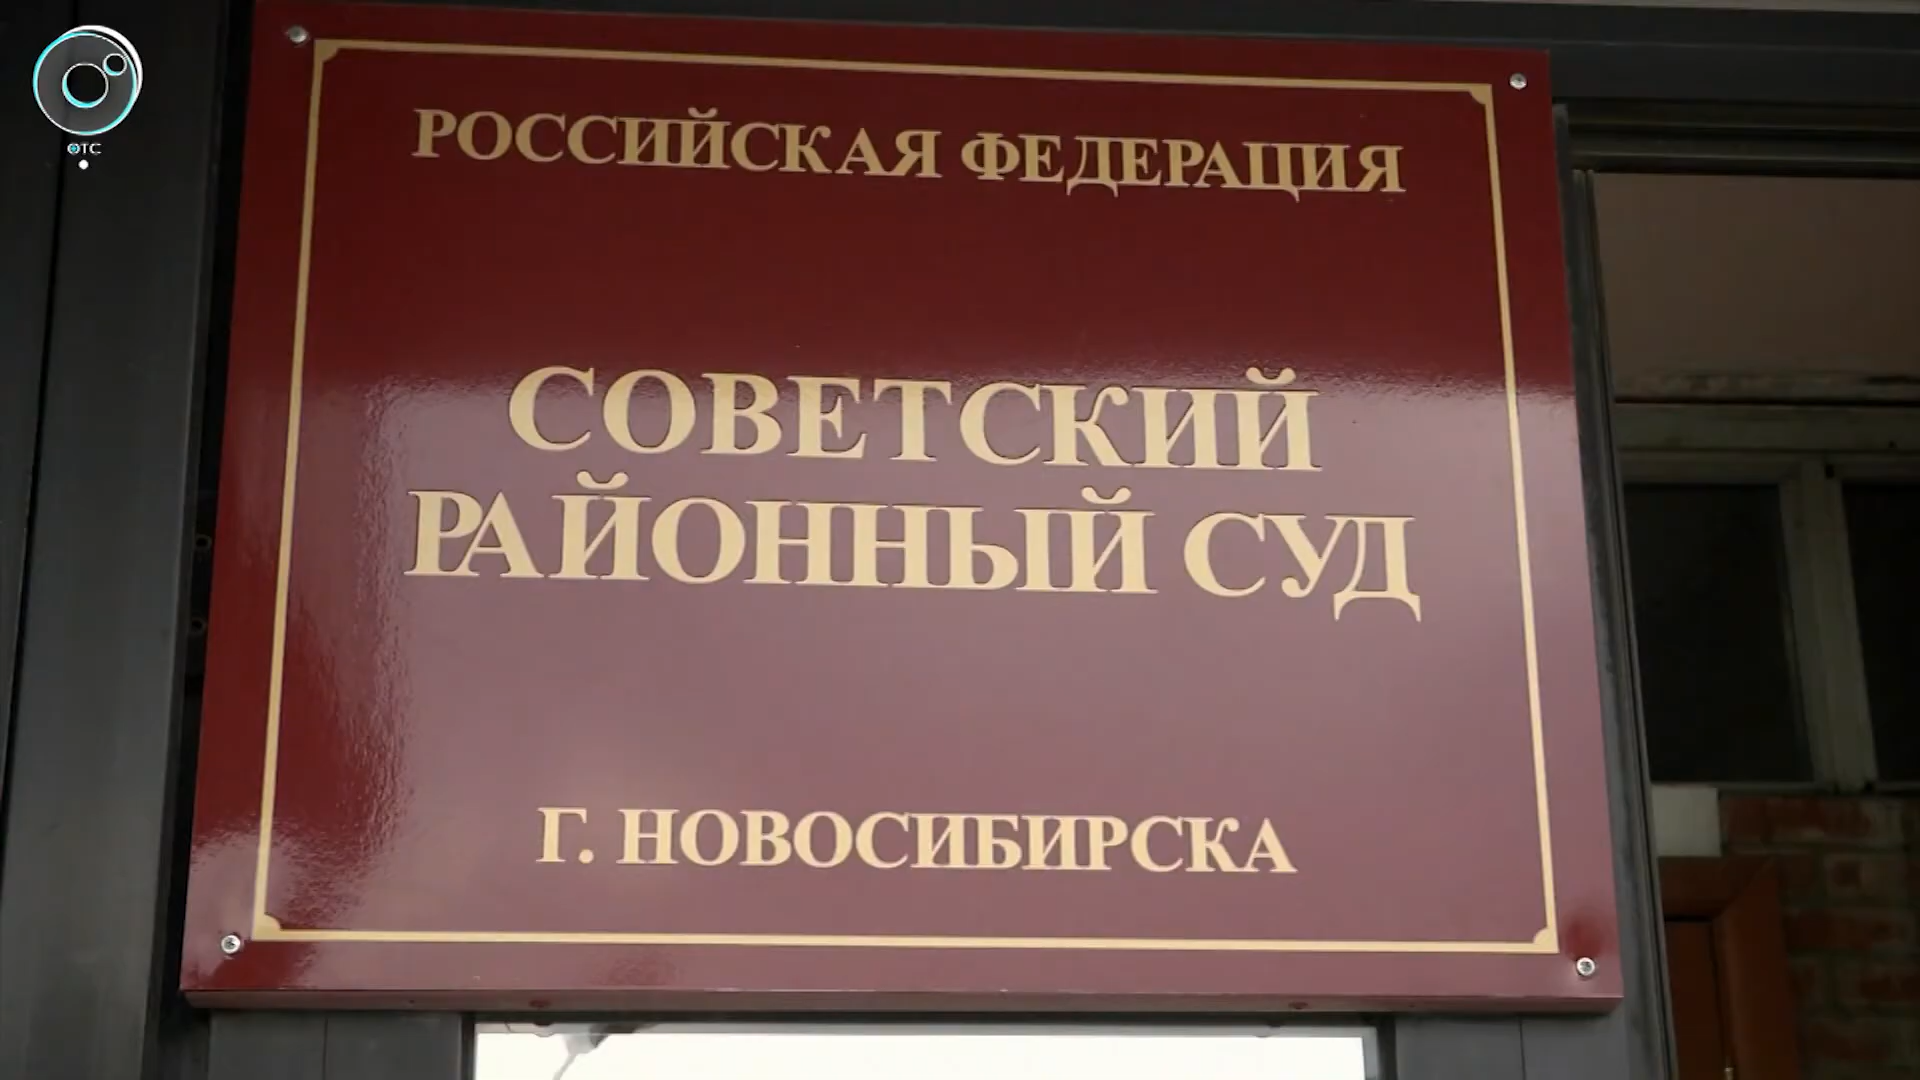 ОТС
РОССИЙСКАЯ ФЕДЕРАЦИЯ
СОВЕТСКИЙ
РАЙОННЫЙ СУД
Г. НОВОСИБИРСКА